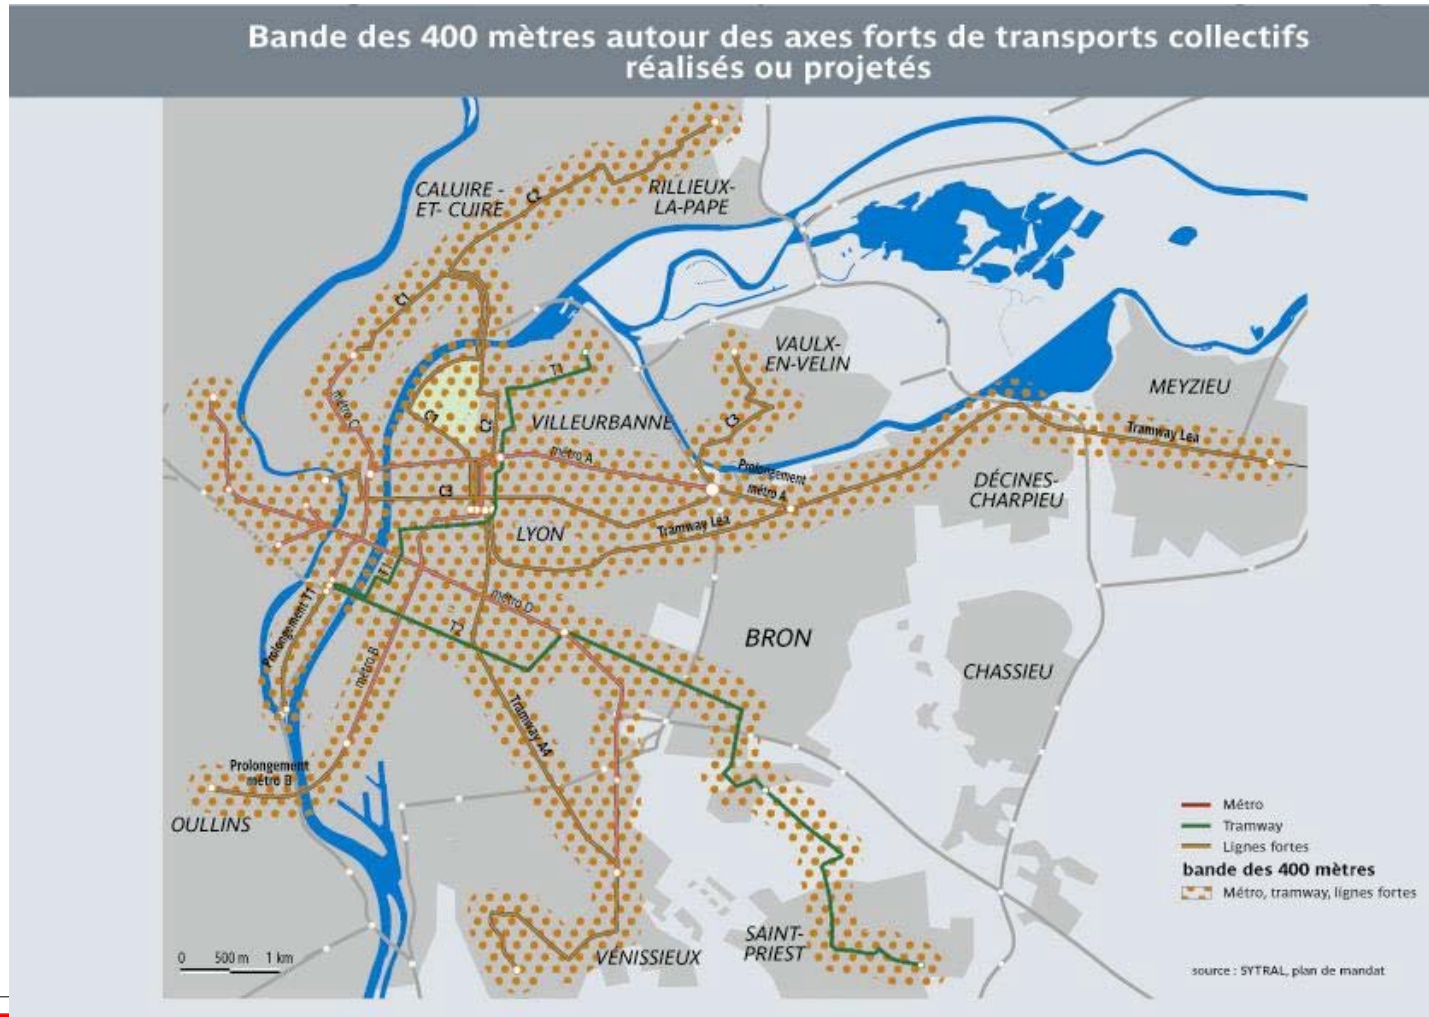 Bande des 400 mètres autour des axes forts de transports collectifs
réalisés ou projetés
CALUIRE -
ET- CUIRE
C2
RILLIEUX-
LA-PAPE
C1
VAULX-
EN-VELIN
MEYZIEU
T1
métro C
C1
C2
VILLEURBANNE
C3
Tramway Lea
métro A
Prolongement
métro A
DÉCINES-
CHARPIEU
C3
LYON
Tramway Lea
T1
métro D
Prolongement T1
T2
BRON
métro B
CHASSIEU
Tramway A4
Prolongement
métro B
OULLINS
Métro
Tramway
Lignes fortes
bande des 400 mètres
Métro, tramway, lignes fortes
VÉNISSIEUX
SAINT-
PRIEST
0 500 m 1 km
source : SYTRAL, plan de mandat